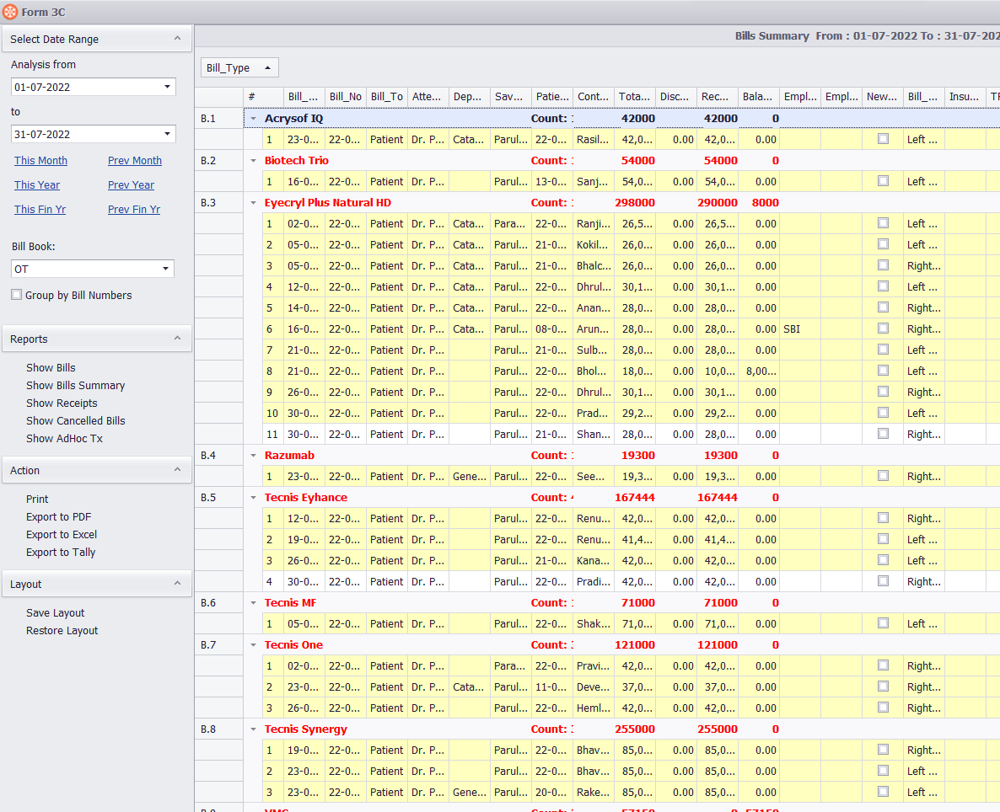 Form 3C
Select Date Range
Analysis from
01-07-2022
to
31-07-2022
This Month Prev Month
This Year Prev Year
This Fin Yr Prev Fin Yr
Bill Book:
OT
Group by Bill Numbers
Reports
Show Bills
Show Bills Summary
Show Receipts
Show Cancelled Bills
Show AdHoc Tx
Action
Print
Export to PDF
Export to Excel
Export to Tally
Layout
Save Layout
Restore Layout
Bills Summary From : 01-07-2022 To : 31-07-202
Bill_Type
# Bill_... Bill_No Bill_To Atte... Dep... Sav... Patie... Cont... Tota... Disc... Rec... Bala... Empl... Empl... New... Bill_... Insu...
B.1 Acrysof IQ Count: 42000 42000 0
1 23-0... 22-0... Patient Dr. P... Cata... Parul... 22-0... Rasil... 42,0... 0.00 42,0... 0.00 Left ...
B.2 Biotech Trio Count: 54000 54000 0
1 16-0... 22-0... Patient Dr. P... Parul... 13-0... Sanj... 54,0... 0.00 54,0... 0.00 Left ...
B.3 Eyecryl Plus Natural HD Count: 298000 290000 8000
1 02-0... 22-0... Patient Dr. P... Cata... Para... 22-0... Ranji... 26,5... 0.00 26,5... 0.00 Left ...
2 05-0... 22-0... Patient Dr. P... Cata... Parul... 21-0... Kokil... 26,0... 0.00 26,0... 0.00 Left ...
3 05-0... 22-0... Patient Dr. P... Cata... Parul... 21-0... Bhalc... 26,0... 0.00 26,0... 0.00 Right...
4 12-0... 22-0... Patient Dr. P... Cata... Parul... 22-0... Dhrul... 30,1... 0.00 30,1... 0.00 Left ...
5 14-0... 22-0... Patient Dr. P... Cata... Parul... 22-0... Anan... 28,0... 0.00 28,0... 0.00 Right...
6 16-0... 22-0... Patient Dr. P... Cata... Parul... 08-0... Arun... 28,0... 0.00 28,0... 0.00 SBI Right...
7 21-0... 22-0... Patient Dr. P... Parul... 21-0... Sulb... 28,0... 0.00 28,0... 0.00 Left ...
8 21-0... 22-0... Patient Dr. P... Parul... 22-0... Bhol... 18,0... 0.00 10,0... 8,00... Left ...
9 26-0... 22-0... Patient Dr. P... Parul... 22-0... Dhrul... 30,1... 0.00 30,1... 0.00 Right...
10 30-0... 22-0... Patient Dr. P... Parul... 22-0... Prad... 29,2... 0.00 29,2... 0.00 Left ...
11 30-0... 22-0... Patient Dr. P... Parul... 21-0... Shan... 28,0... 0.00 28,0... 0.00 Right...
B.4 Razumab Count: 19300 19300 0
1 23-0... 22-0... Patient Dr. P... Gene... Parul... 22-0... See... 19,3... 0.00 19,3... 0.00 Right...
B.5 Tecnis Eyhance Count: 167444 167444 0
1 12-0... 22-0... Patient Dr. P... Parul... 22-0... Renu... 42,0... 0.00 42,0... 0.00 Right...
2 19-0... 22-0... Patient Dr. P... Parul... 22-0... Renu... 41,4... 0.00 41,4... 0.00 Left ...
3 26-0... 22-0... Patient Dr. P... Parul... 21-0... Kana... 42,0... 0.00 42,0... 0.00 Left ...
4 30-0... 22-0... Patient Dr. P... Parul... 22-0... Pradi... 42,0... 0.00 42,0... 0.00 Right...
B.6 Tecnis MF Count: 71000 71000 0
1 05-0... 22-0... Patient Dr. P... Parul... 22-0... Shak... 71,0... 0.00 71,0... 0.00 Left ...
B.7 Tecnis One Count: 121000 121000 0
1 02-0... 22-0... Patient Dr. P... Para... 22-0... Pravi... 42,0... 0.00 42,0... 0.00 Right...
2 23-0... 22-0... Patient Dr. P... Cata... Parul... 11-0... Deve... 37,0... 0.00 37,0... 0.00 Right...
3 26-0... 22-0... Patient Dr. P... Parul... 22-0... Heml... 42,0... 0.00 42,0... 0.00 Right...
B.8 Tecnis Synergy Count: 255000 255000 0
1 19-0... 22-0... Patient Dr. P... Parul... 22-0... Bhav... 85,0... 0.00 85,0... 0.00 Right...
2 23-0... 22-0... Patient Dr. P... Parul... 22-0... Bhav... 85,0... 0.00 85,0... 0.00 Left ...
3 23-0... 22-0... Patient Dr. P... Gene... Parul... 20-0... Rake... 85,0... 0.00 85,0... 0.00 Left ...